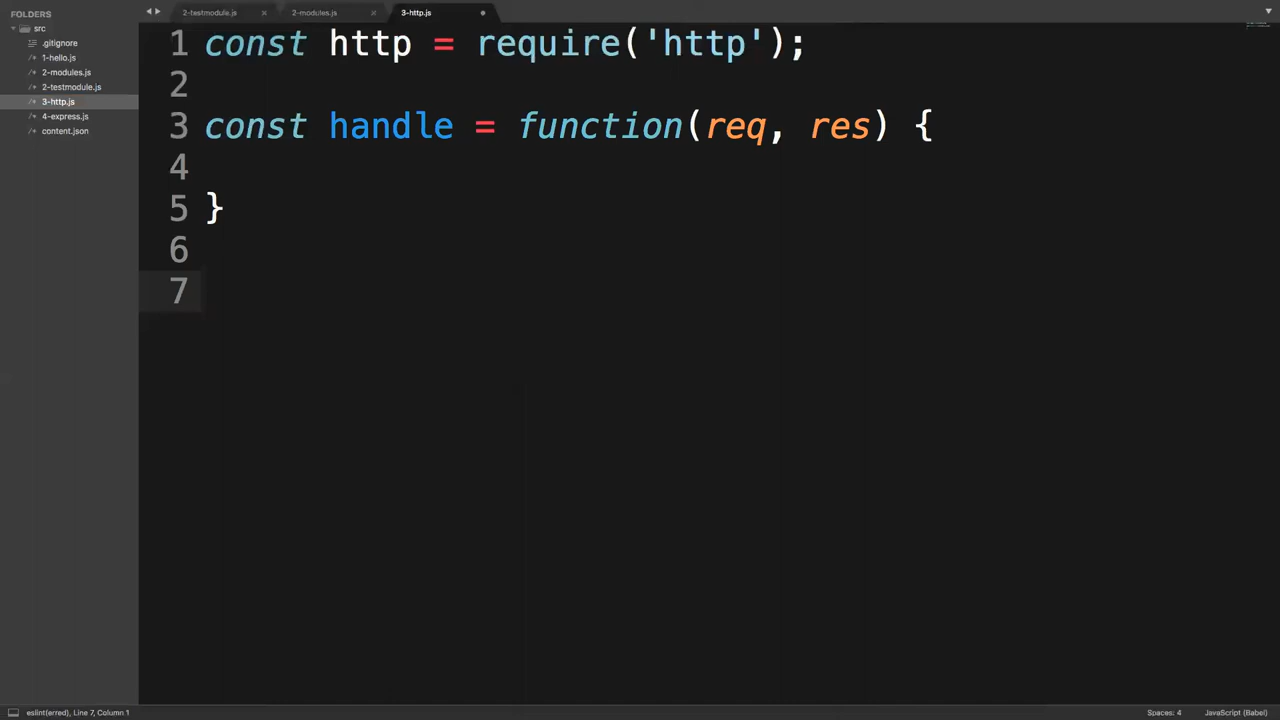 FOLDERS
src
.gitignore
1-hello.js
2-modules.js
2-testmodule.js
3-http.js
4-express.js
content.json
2-testmodule.js × 2-modules.js × 3-http.js
1 const http = require('http');
2
3 const handle = function(req, res) {
4
5 }
6
7
eslint(erred), Line 7, Column 1
Spaces: 4 JavaScript (Babel)